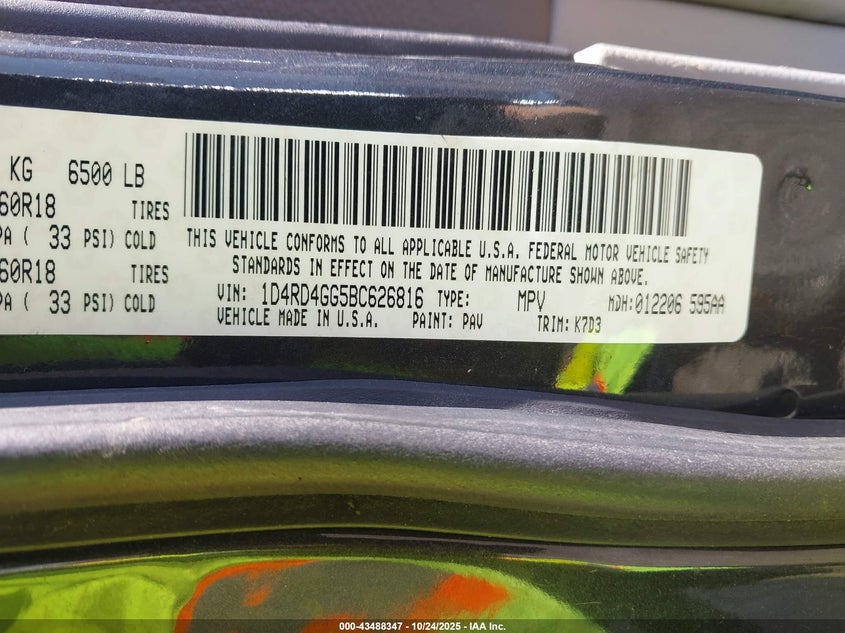 KG 6500 LB
60R18 TIRES
PA ( 33 PSI) COLD
60R18 TIRES
PA ( 33 PSI) COLD
THIS VEHICLE CONFORMS TO ALL APPLICABLE U.S.A. FEDERAL MOTOR VEHICLE SAFETY
STANDARDS IN EFFECT ON THE DATE OF MANUFACTURE SHOWN ABOVE.
VIN: 1D4RD4GG5BC626816 TYPE: MPV MDH:012206 595AA
VEHICLE MADE IN U.S.A. PAINT: PAV TRIM: K7D3
000-43488347 | 10/24/2025 - IAA Inc.